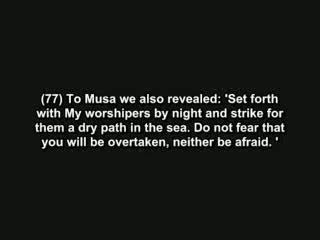 (77) To Musa we also revealed: 'Set forth
with My worshipers by night and strike for
them a dry path in the sea. Do not fear that
you will be overtaken, neither be afraid. '